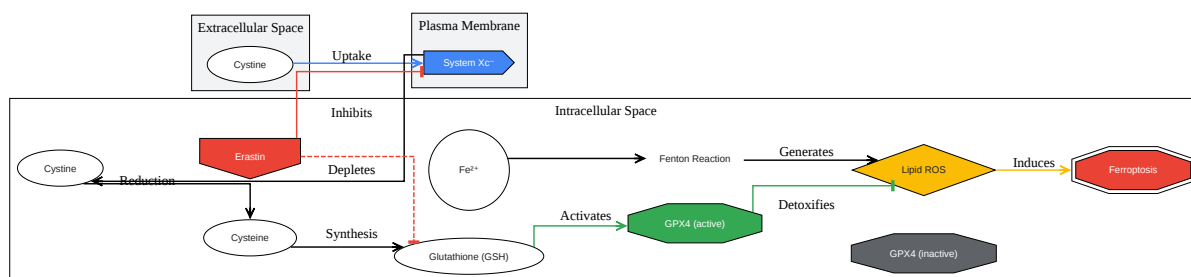 Extracellular Space
Plasma Membrane
Cystine
Uptake
System Xc⁻
Inhibits
Intracellular Space
Erastin
Cystine
Reduction
Depletes
Fe²⁺
Fenton Reaction
Generates
Lipid ROS
Induces
Ferroptosis
Cysteine
Synthesis
Glutathione (GSH)
Activates
GPX4 (active)
Detoxifies
GPX4 (inactive)